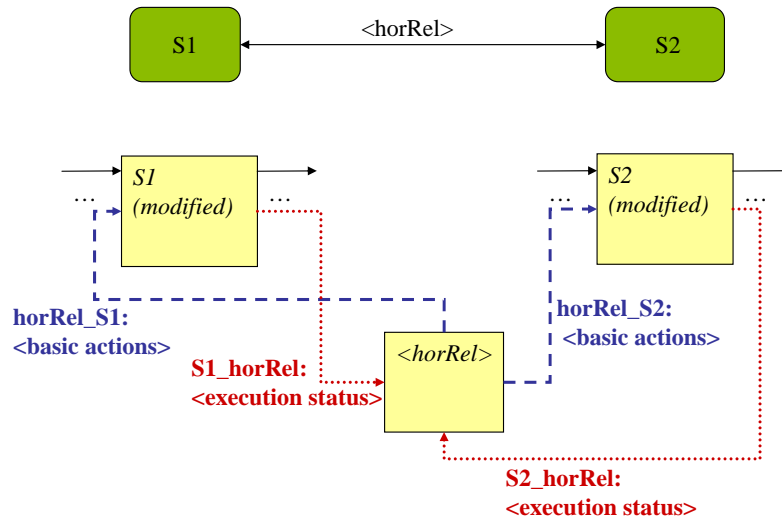 <horRel>
S1
S2
S1
(modified)
…
…
S2
(modified)
…
…
horRel_S1:
<basic actions>
horRel_S2:
<basic actions>
<horRel>
S1_horRel:
<execution status>
S2_horRel:
<execution status>